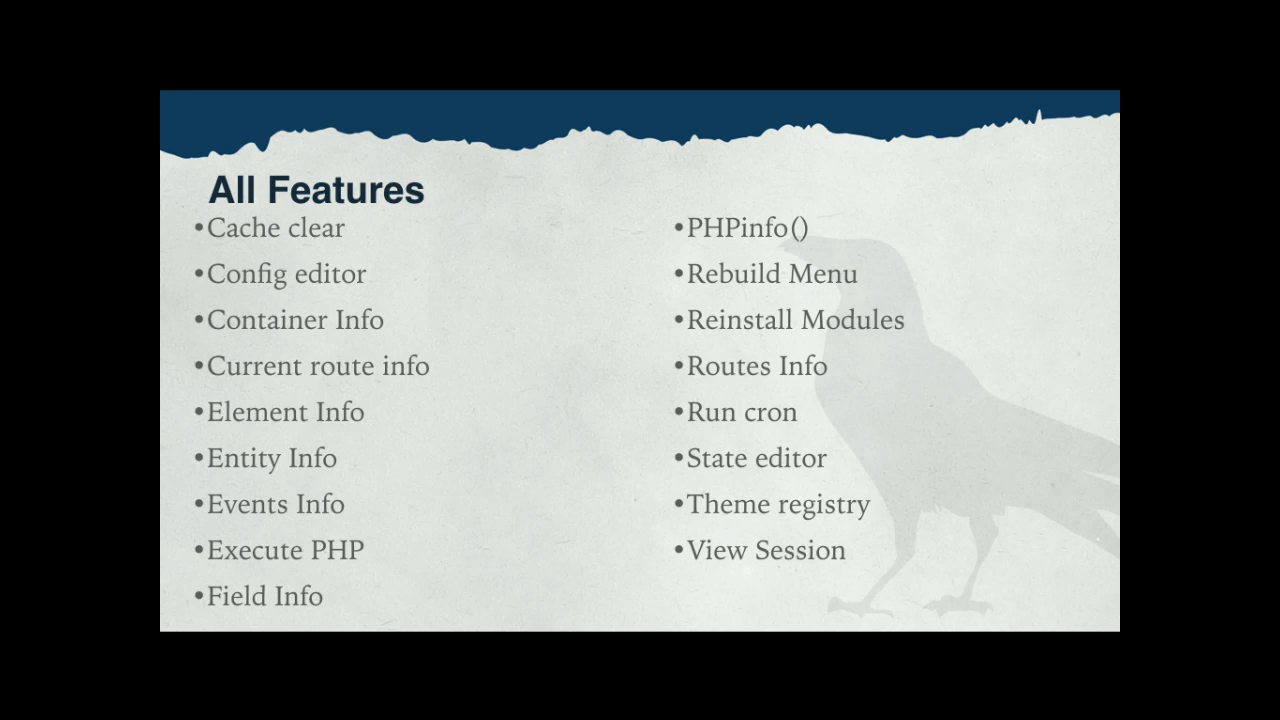 All Features
•Cache clear
•Config editor
•Container Info
•Current route info
•Element Info
•Entity Info
•Events Info
•Execute PHP
•Field Info
•PHPinfo()
•Rebuild Menu
•Reinstall Modules
•Routes Info
•Run cron
•State editor
•Theme registry
•View Session